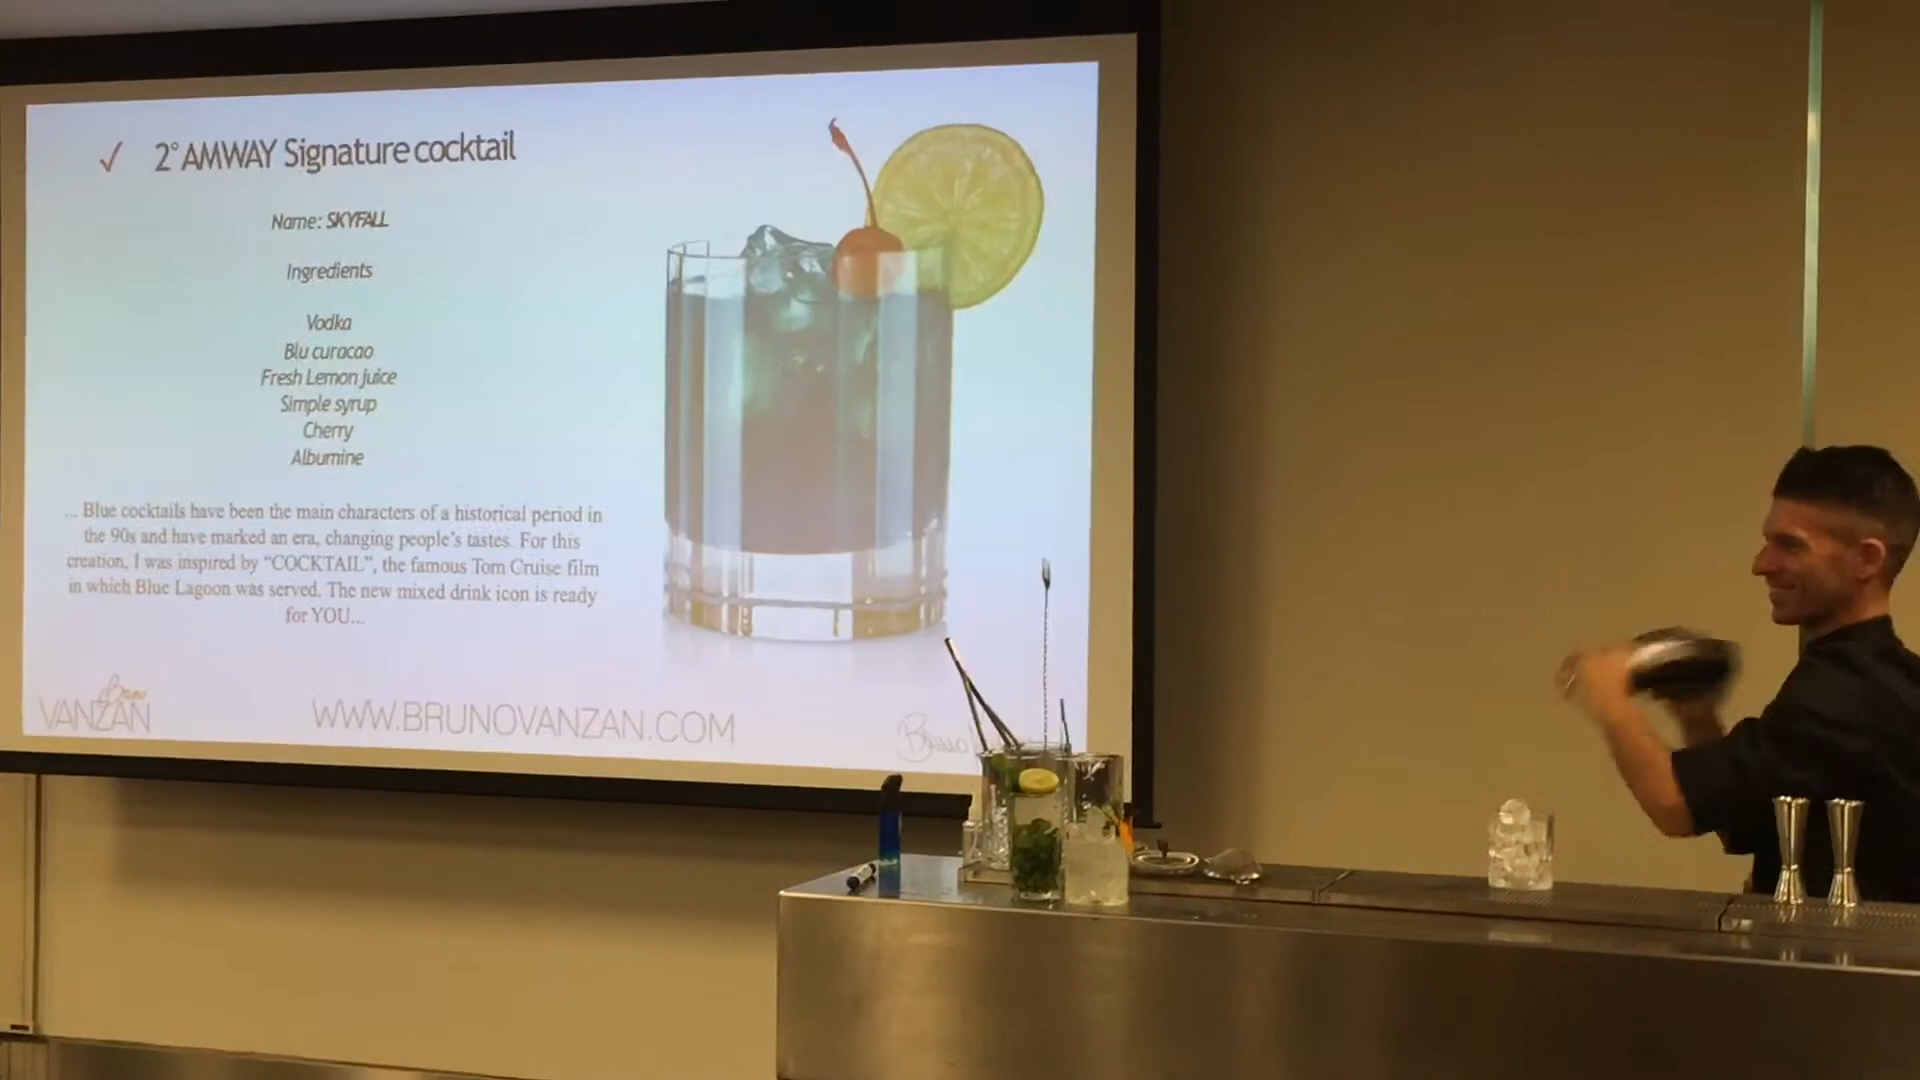 ✓ 2° AMWAY Signature cocktail
Name: SKYFALL
Ingredients
Vodka
Blu curacao
Fresh Lemon juice
Simple syrup
Cherry
Albumine
... Blue cocktails have been the main characters of a historical period in
the 90s and have marked an era, changing people's tastes. For this
creation, I was inspired by “COCKTAIL”, the famous Tom Cruise film
in which Blue Lagoon was served. The new mixed drink icon is ready
for YOU...
Bruno
VANZAN
WWW.BRUNOVANZAN.COM
Bruno